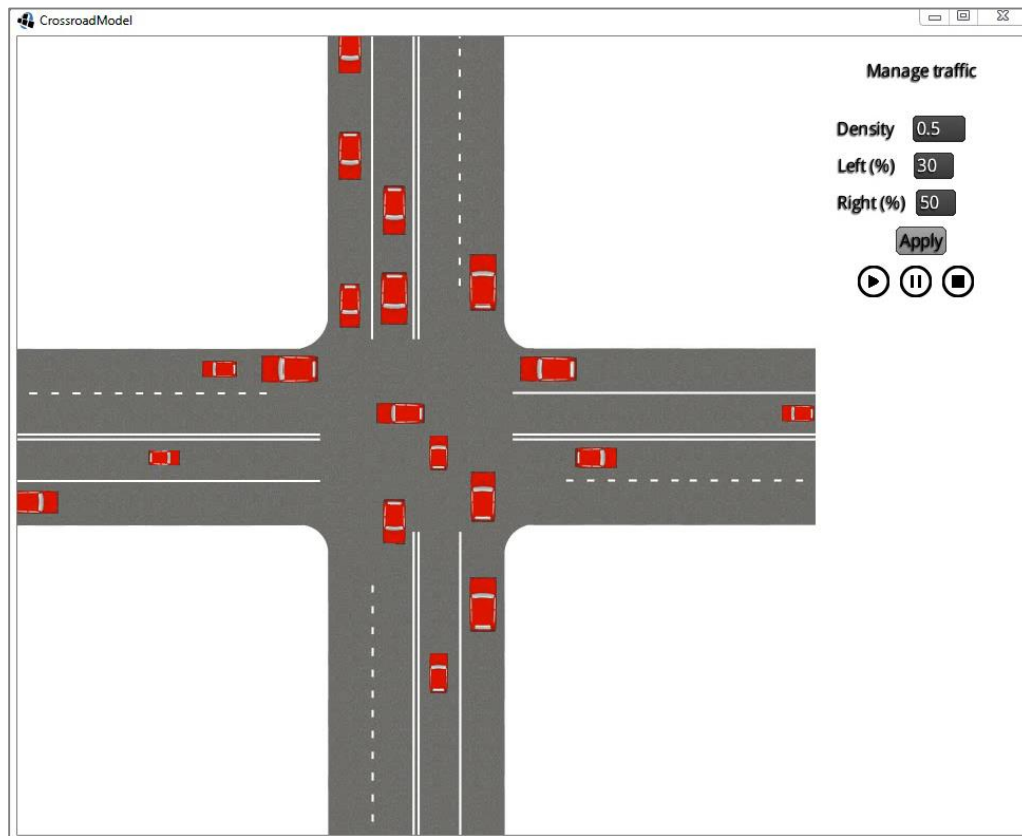 CrossroadModel
Manage traffic
Density 0.5
Left (%) 30
Right (%) 50
Apply